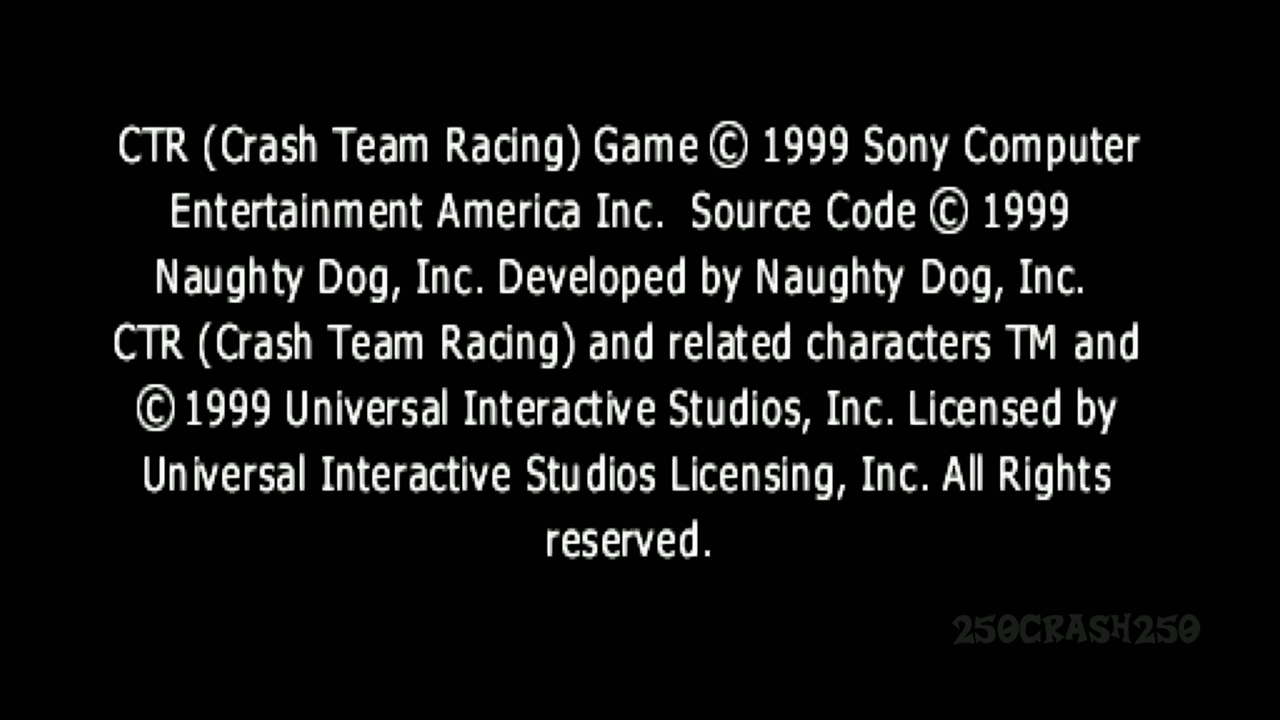 CTR (Crash Team Racing) Game © 1999 Sony Computer
Entertainment America Inc.  Source Code © 1999
Naughty Dog, Inc. Developed by Naughty Dog, Inc.
CTR (Crash Team Racing) and related characters TM and
© 1999 Universal Interactive Studios, Inc. Licensed by
Universal Interactive Studios Licensing, Inc. All Rights
reserved.
250CRASH250